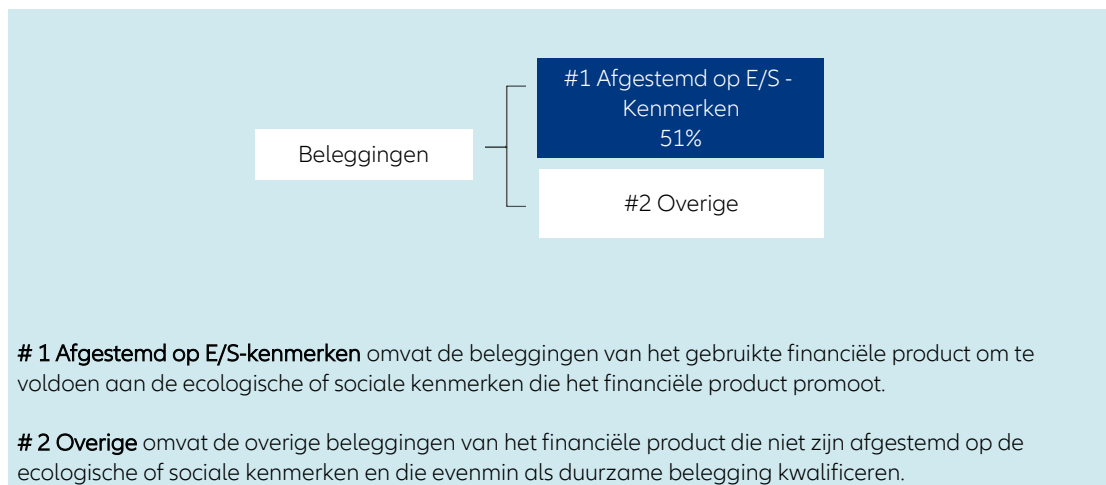 #1 Afgestemd op E/S -
Kenmerken
51%
Beleggingen
#2 Overige
# 1 Afgestemd op E/S-kenmerken omvat de beleggingen van het gebruikte financiële product om te
voldoen aan de ecologische of sociale kenmerken die het financiële product promoot.
# 2 Overige omvat de overige beleggingen van het financiële product die niet zijn afgestemd op de
ecologische of sociale kenmerken en die evenmin als duurzame belegging kwalificeren.